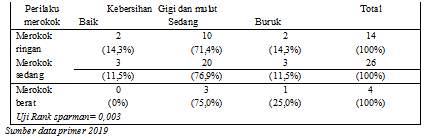 Perilaku Kebersihan Gigi dan mulut Total
merokok Baik Sedang Buruk
Merokok 2 10 2 14
ringan (14,3%) (71,4%) (14,3%) (100%)
Merokok 3 20 3 26
sedang (11,5%) (76,9%) (11,5%) (100%)
Merokok 0 3 1 4
berat (0%) (75,0%) (25,0%) (100%)
Uji Rank sparman= 0,003
Sumber data primer 2019